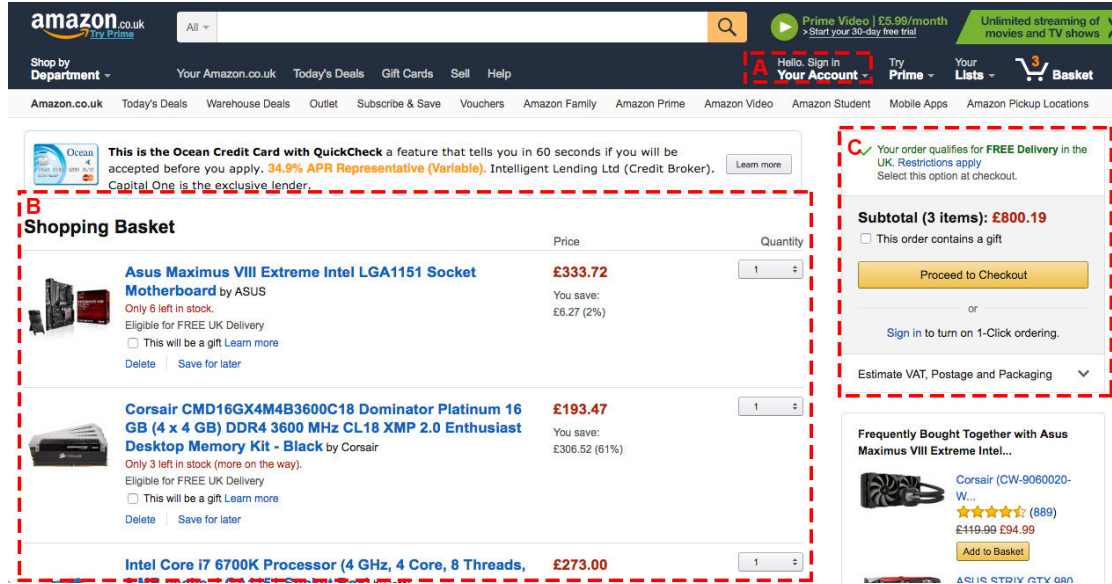 amazon.co.uk
Try Prime
All
Prime Video | £5.99/month
>Start your 30-day free trial
Unlimited streaming of
movies and TV shows
Shop by
Department
Your Amazon.co.uk Today's Deals Gift Cards Sell Help
A
Hello. Sign in
Your Account
Try
Prime
Your
Lists
3
Basket
Amazon.co.uk Today's Deals Warehouse Deals Outlet Subscribe & Save Vouchers Amazon Family Amazon Prime Amazon Video Amazon Student Mobile Apps Amazon Pickup Locations
Ocean
This is the Ocean Credit Card with QuickCheck a feature that tells you in 60 seconds if you will be
accepted before you apply. 34.9% APR Representative (Variable). Intelligent Lending Ltd (Credit Broker).
Capital One is the exclusive lender.
Learn more
B
Shopping Basket
Price Quantity
Asus Maximus VIII Extreme Intel LGA1151 Socket
Motherboard by ASUS
Only 6 left in stock.
Eligible for FREE UK Delivery
This will be a gift Learn more
Delete Save for later
£333.72
You save:
£6.27 (2%)
1
Corsair CMD16GX4M4B3600C18 Dominator Platinum 16
GB (4 x 4 GB) DDR4 3600 MHz CL18 XMP 2.0 Enthusiast
Desktop Memory Kit - Black by Corsair
Only 3 left in stock (more on the way).
Eligible for FREE UK Delivery
This will be a gift Learn more
Delete Save for later
£193.47
You save:
£306.52 (61%)
1
Intel Core i7 6700K Processor (4 GHz, 4 Core, 8 Threads,
£273.00
1
C
Your order qualifies for FREE Delivery in the
UK. Restrictions apply
Select this option at checkout.
Subtotal (3 items): £800.19
This order contains a gift
Proceed to Checkout
or
Sign in to turn on 1-Click ordering.
Estimate VAT, Postage and Packaging
Frequently Bought Together with Asus
Maximus VIII Extreme Intel...
Corsair (CW-9060020-
W...
(889)
£119.99 £94.99
Add to Basket
ASUS STRIX GTX 980